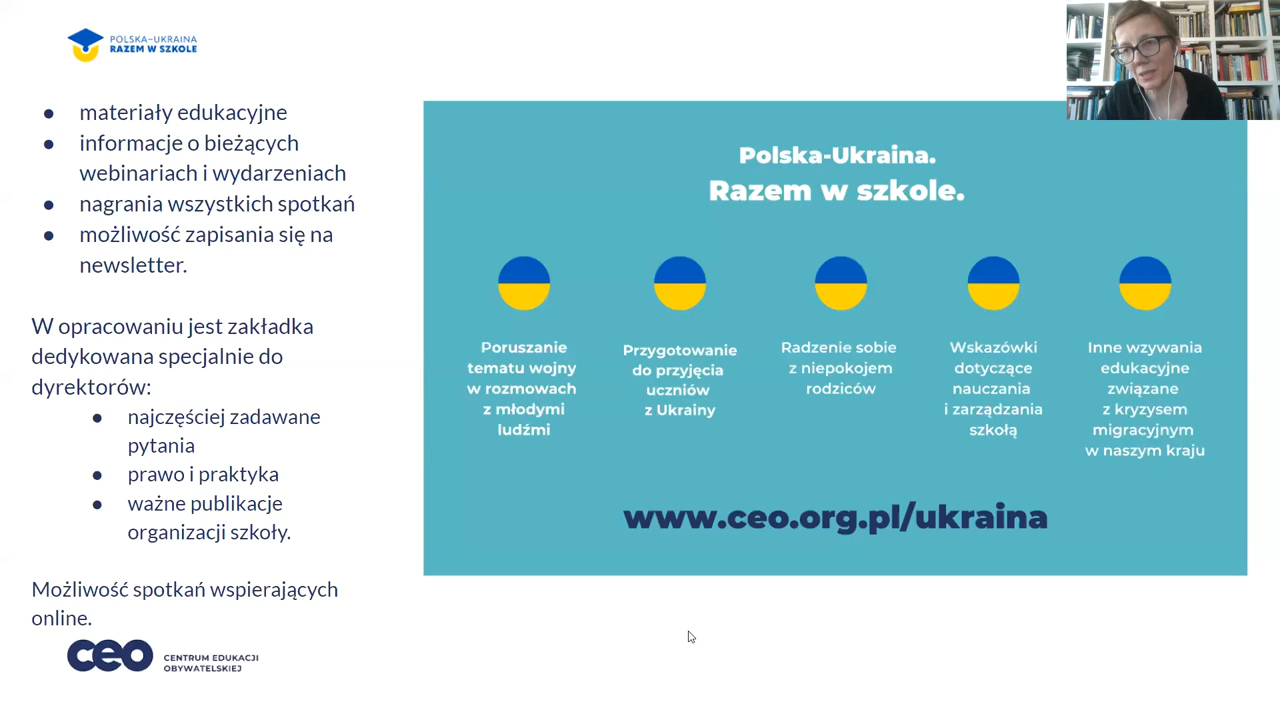 POLSKA-UKRAINA
RAZEM W SZKOLE
● materiały edukacyjne
● informacje o bieżących
webinariach i wydarzeniach
● nagrania wszystkich spotkań
● możliwość zapisania się na
newsletter.
W opracowaniu jest zakładka
dedykowana specjalnie do
dyrektorów:
● najczęściej zadawane
pytania
● prawo i praktyka
● ważne publikacje
organizacji szkoły.
Możliwość spotkań wspierających
online.
ceo CENTRUM EDUKACJI
OBYWATELSKIEJ
Polska-Ukraina.
Razem w szkole.
Poruszanie
tematu wojny
w rozmowach
z młodymi
ludźmi
Przygotowanie
do przyjęcia
uczniów
z Ukrainy
Radzenie sobie
z niepokojem
rodziców
Wskazówki
dotyczące
nauczania
i zarządzania
szkołą
Inne wzywania
edukacyjne
związane
z kryzysem
migracyjnym
w naszym kraju
www.ceo.org.pl/ukraina